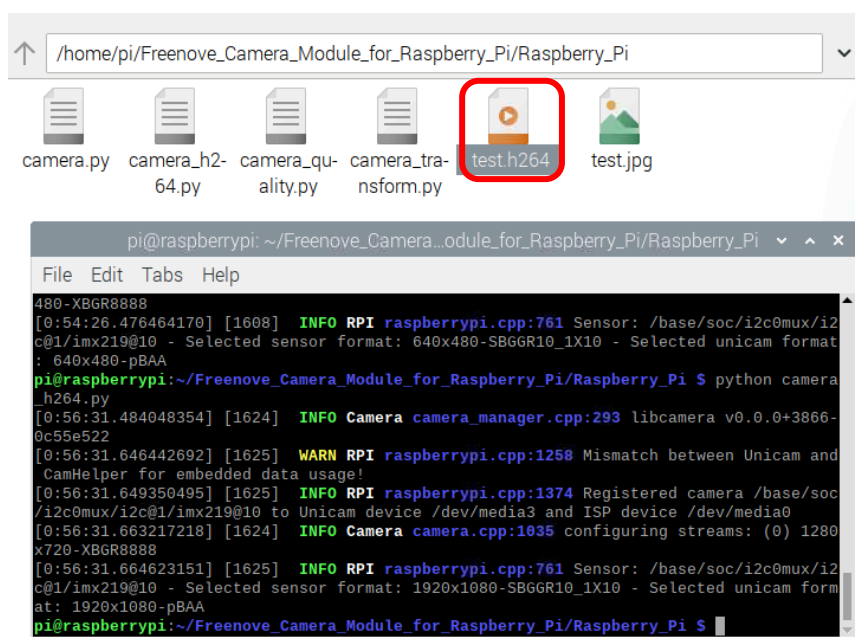 /home/pi/Freenove_Camera_Module_for_Raspberry_Pi/Raspberry_Pi
camera.py camera_h2- camera_qu- camera_tra- test.h264 test.jpg
64.py ality.py nsform.py
pi@raspberrypi: ~/Freenove_Camera…odule_for_Raspberry_Pi/Raspberry_Pi
File Edit Tabs Help
480-XBGR8888
[0:54:26.476464170] [1608]  INFO RPI raspberrypi.cpp:761 Sensor: /base/soc/i2c0mux/i2
c@1/imx219@10 - Selected sensor format: 640x480-SBGGR10_1X10 - Selected unicam format
: 640x480-pBAA
pi@raspberrypi:~/Freenove_Camera_Module_for_Raspberry_Pi/Raspberry_Pi $ python camera
_h264.py
[0:56:31.484048354] [1624]  INFO Camera camera_manager.cpp:293 libcamera v0.0.0+3866-
0c55e522
[0:56:31.646442692] [1625]  WARN RPI raspberrypi.cpp:1258 Mismatch between Unicam and
 CamHelper for embedded data usage!
[0:56:31.649350495] [1625]  INFO RPI raspberrypi.cpp:1374 Registered camera /base/soc
/i2c0mux/i2c@1/imx219@10 to Unicam device /dev/media3 and ISP device /dev/media0
[0:56:31.663217218] [1624]  INFO Camera camera.cpp:1035 configuring streams: (0) 1280
x720-XBGR8888
[0:56:31.664623151] [1625]  INFO RPI raspberrypi.cpp:761 Sensor: /base/soc/i2c0mux/i2
c@1/imx219@10 - Selected sensor format: 1920x1080-SBGGR10_1X10 - Selected unicam form
at: 1920x1080-pBAA
pi@raspberrypi:~/Freenove_Camera_Module_for_Raspberry_Pi/Raspberry_Pi $